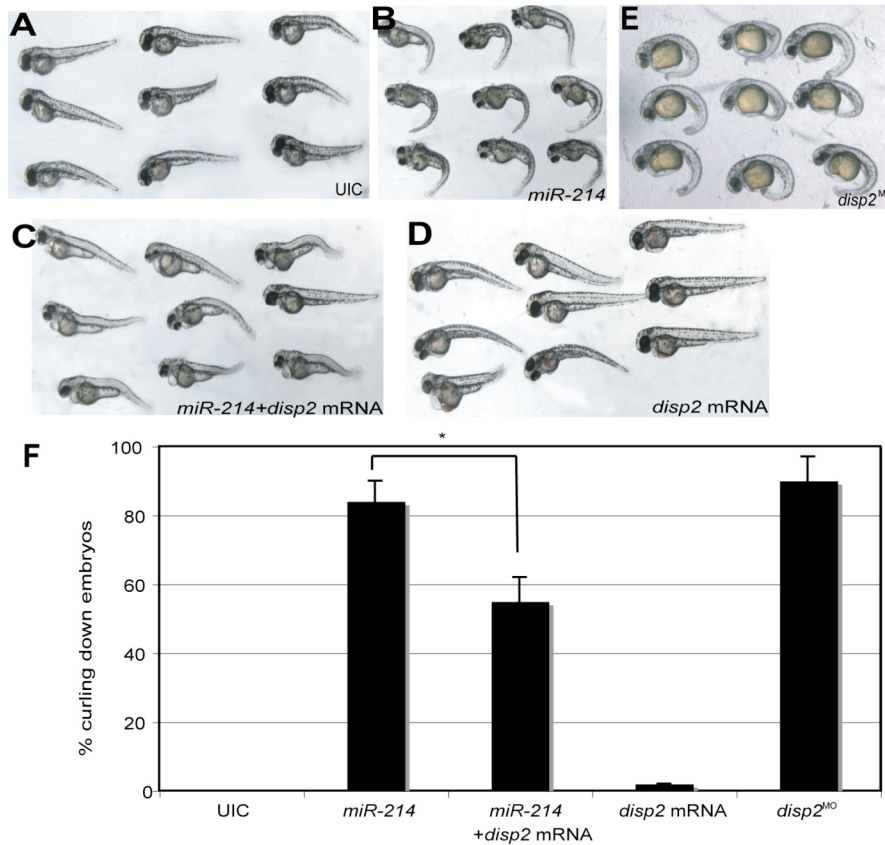 A
UIC
B
miR-214
E
disp2M
C
miR-214+disp2 mRNA
D
disp2 mRNA
F
% curling down embryos
100
80
60
40
20
0
*
UIC
miR-214
miR-214
+disp2 mRNA
disp2 mRNA
disp2MO